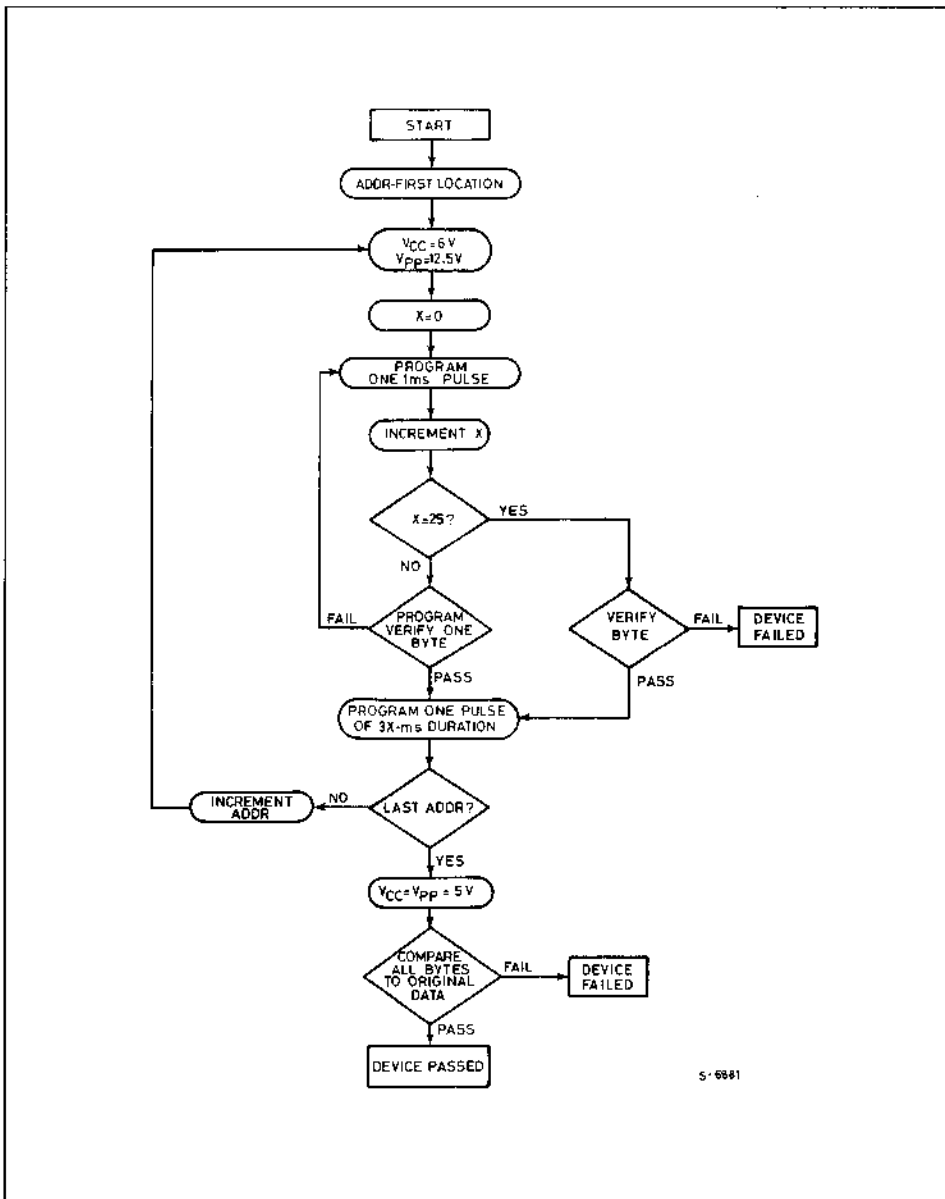 START
ADDR-FIRST LOCATION
VCC=6V
VPP=12.5V
X=0
PROGRAM
ONE 1ms PULSE
INCREMENT X
X=25?
YES
NO
PROGRAM
VERIFY ONE
BYTE
FAIL
PASS
VERIFY
BYTE
FAIL
DEVICE
FAILED
PASS
PROGRAM ONE PULSE
OF 3X-ms DURATION
LAST ADDR?
NO
INCREMENT
ADDR
YES
VCC=VPP=5V
COMPARE
ALL BYTES
TO ORIGINAL
DATA
FAIL
DEVICE
FAILED
PASS
DEVICE PASSED
S-6881